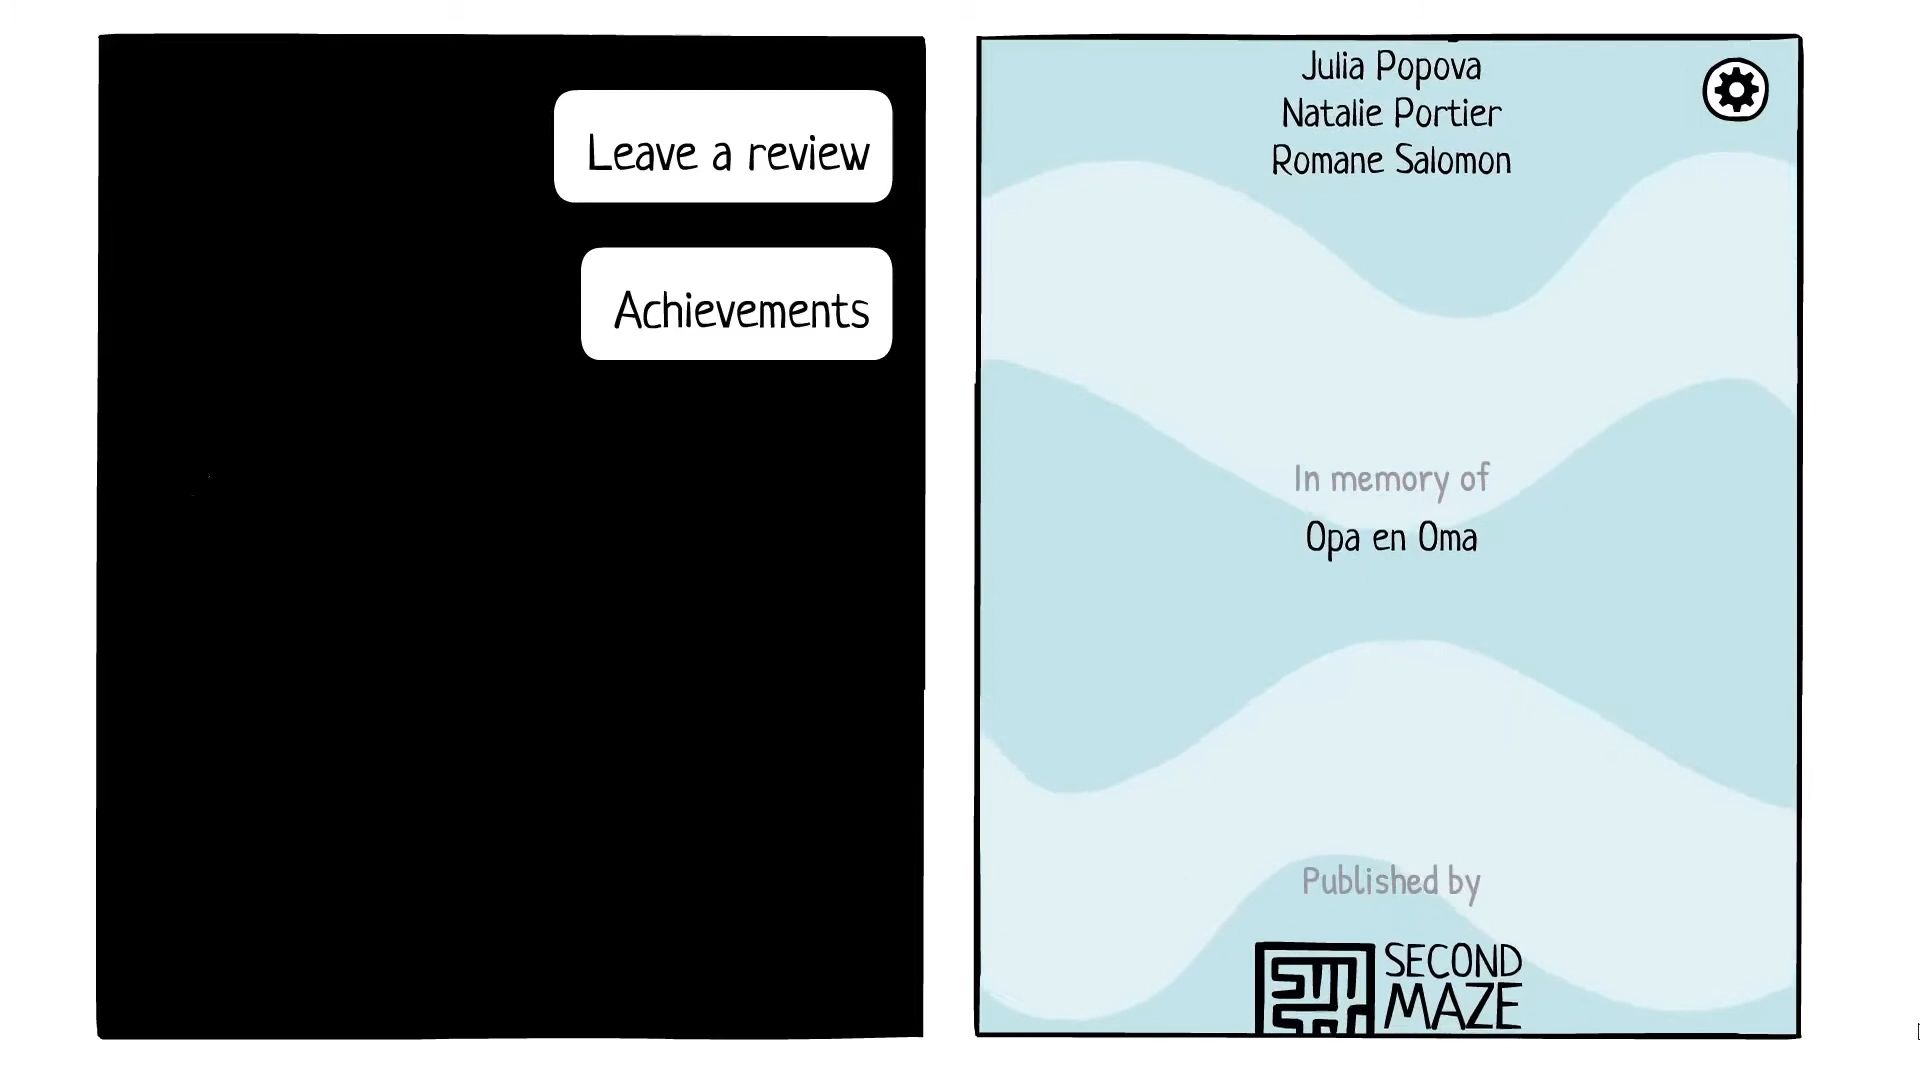 Leave a review
Achievements
Julia Popova
Natalie Portier
Romane Salomon
In memory of
Opa en Oma
Published by
SECOND
MAZE